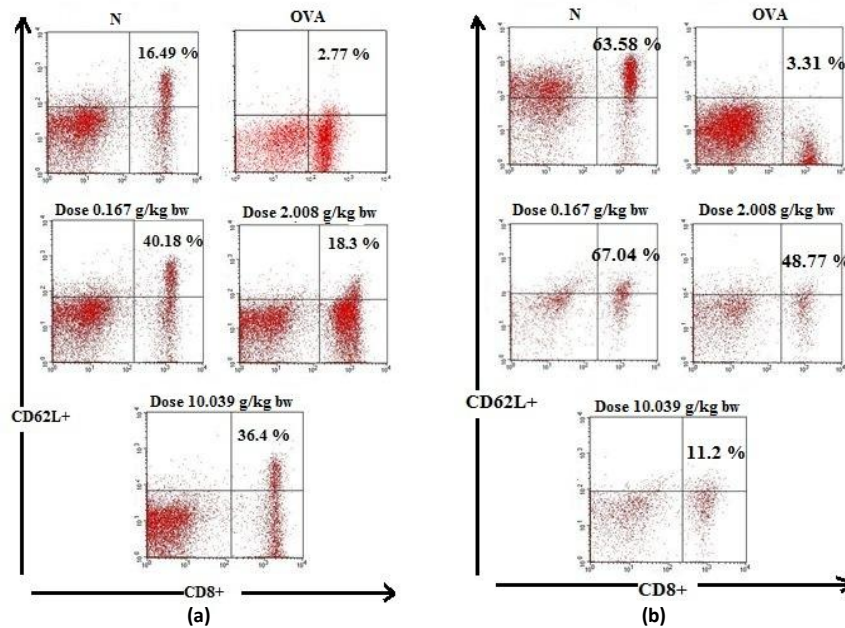 N
OVA
16.49 %
2.77 %
Dose 0.167 g/kg bw
Dose 2.008 g/kg bw
40.18 %
18.3 %
Dose 10.039 g/kg bw
36.4 %
CD62L+
CD8+
(a)
N
OVA
63.58 %
3.31 %
Dose 0.167 g/kg bw
Dose 2.008 g/kg bw
67.04 %
48.77 %
CD62L+
Dose 10.039 g/kg bw
11.2 %
CD8+
(b)